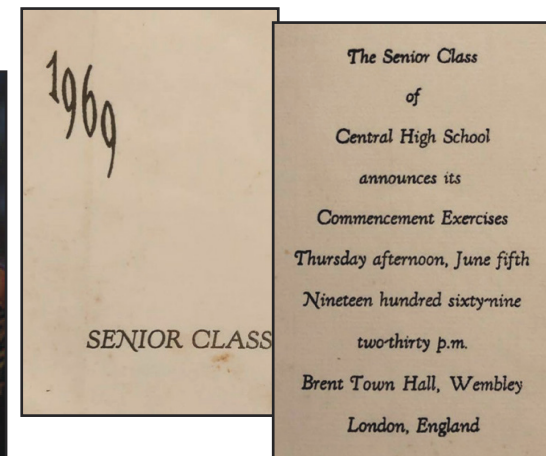 1969
SENIOR CLASS
The Senior Class
of
Central High School
announces its
Commencement Exercises
Thursday afternoon, June fifth
Nineteen hundred sixty-nine
two-thirty p.m.
Brent Town Hall, Wembley
London, England